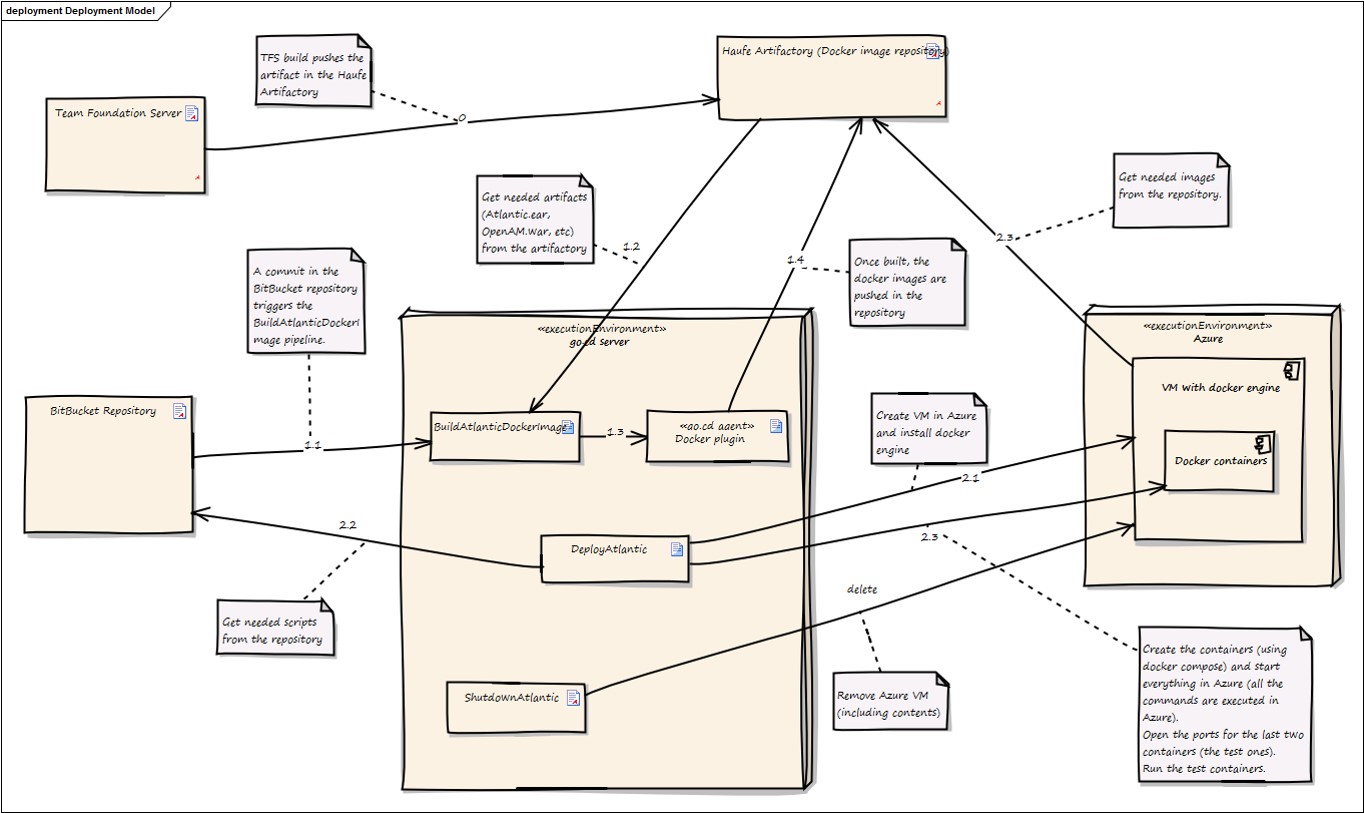 deployment Deployment Model
TFS build pushes the
artifact in the Haufe
Artifactory
Haufe Artifactory (Docker image repository)
Team Foundation Server
0
Get needed artifacts
(Atlantic.ear,
OpenAM.war, etc)
from the artifactory
1.2
Get needed images
from the repository.
2.3
1.4
Once built, the
docker images are
pushed in the
repository
A commit in the
BitBucket repository
triggers the
BuildAtlanticDockerI
mage pipeline.
«executionEnvironment»
go.cd server
«executionEnvironment»
Azure
VM with docker engine
Docker containers
BitBucket Repository
1.1
BuildAtlanticDockerImage
1.3
«go.cd agent»
Docker plugin
Create VM in Azure
and install docker
engine
2.1
2.2
DeployAtlantic
2.3
Get needed scripts
from the repository
delete
ShutdownAtlantic
Remove Azure VM
(including contents)
Create the containers (using
docker compose) and start
everything in Azure (all the
commands are executed in
Azure).
Open the ports for the last two
containers (the test ones).
Run the test containers.